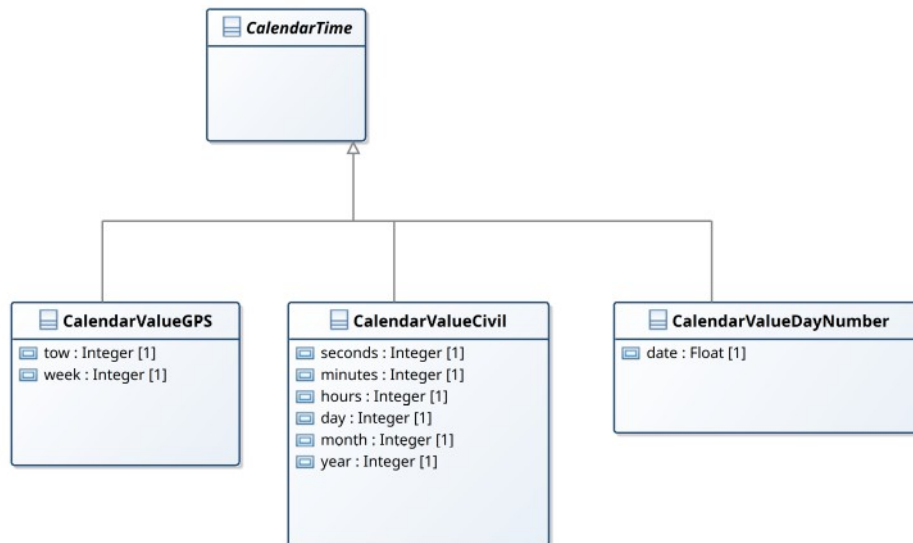 CalendarTime
CalendarValueGPS
tow : Integer [1]
week : Integer [1]
CalendarValueCivil
seconds : Integer [1]
minutes : Integer [1]
hours : Integer [1]
day : Integer [1]
month : Integer [1]
year : Integer [1]
CalendarValueDayNumber
date : Float [1]